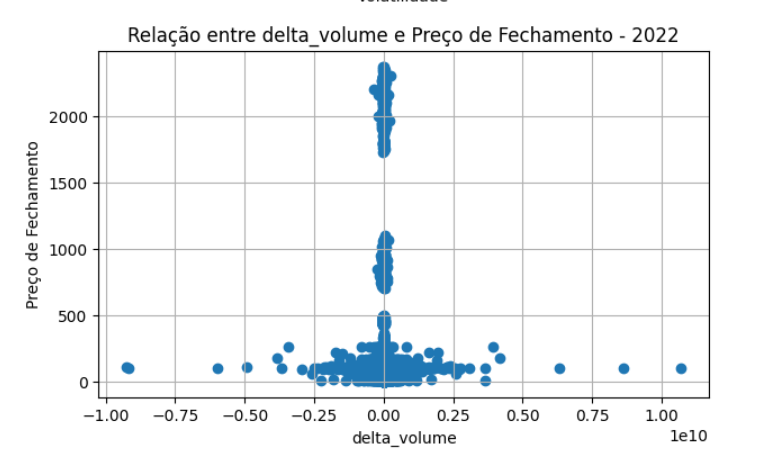 volatilidade
Relação entre delta_volume e Preço de Fechamento - 2022
Preço de Fechamento
2000
1500
1000
500
0
−1.00 −0.75 −0.50 −0.25 0.00 0.25 0.50 0.75 1.00
delta_volume
1e10